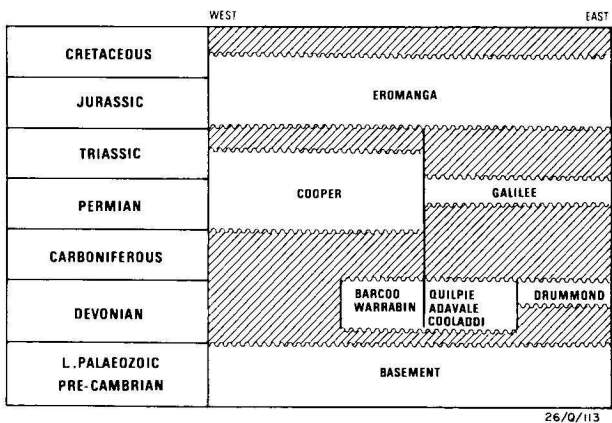 WEST EAST
CRETACEOUS
JURASSIC
EROMANGA
TRIASSIC
PERMIAN
COOPER
GALILEE
CARBONIFEROUS
DEVONIAN
BARCOO
WARRABIN
QUILPIE
ADAVALE
COOLADDI
DRUMMOND
L.PALAEOZOIC
PRE-CAMBRIAN
BASEMENT
26/Q/113